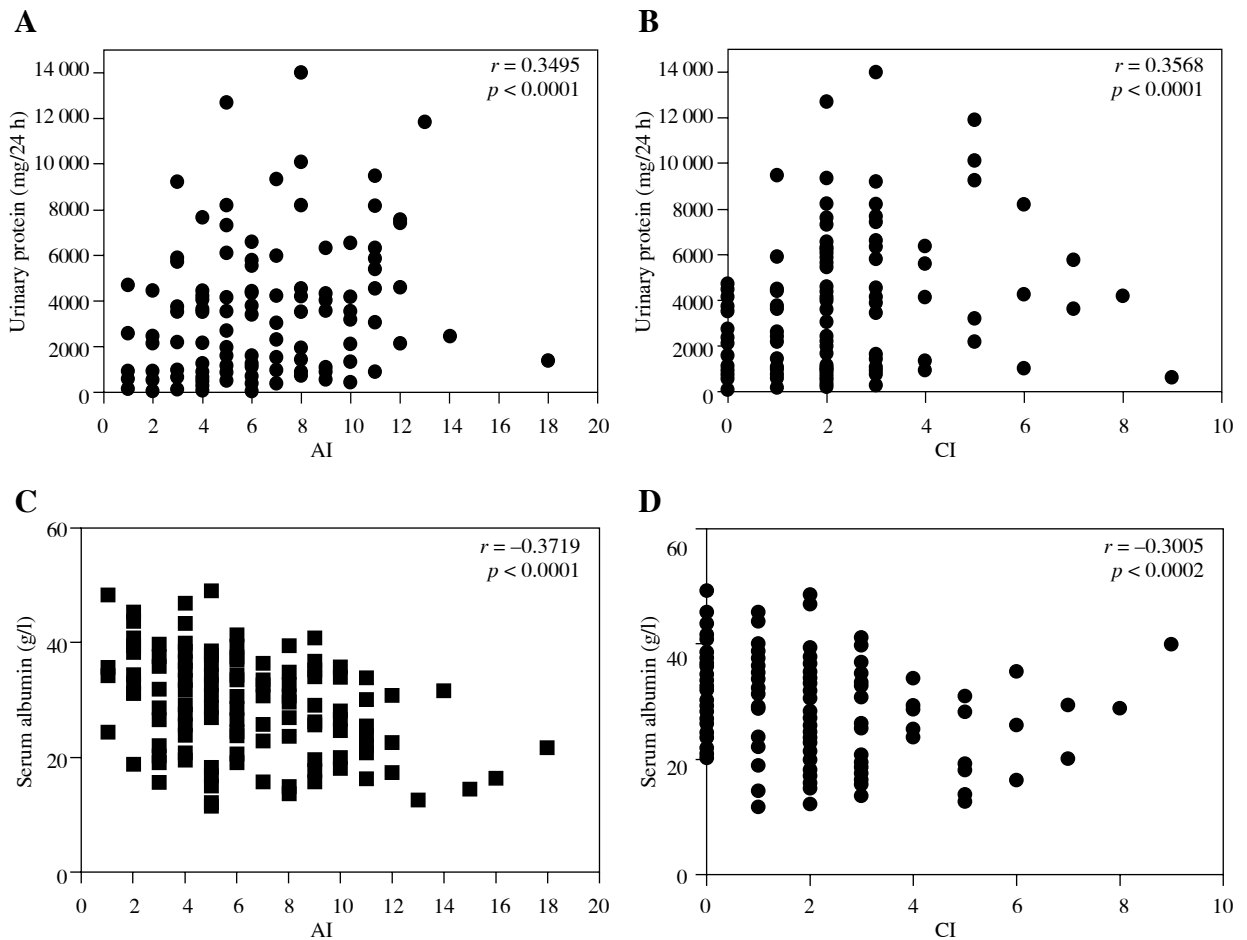 A
Urinary protein (mg/24 h)
14 000
12 000
10 000
8000
6000
4000
2000
0
r = 0.3495
p < 0.0001
0 2 4 6 8 10 12 14 16 18 20
AI
B
Urinary protein (mg/24 h)
14 000
12 000
10 000
8000
6000
4000
2000
0
r = 0.3568
p < 0.0001
0 2 4 6 8 10
CI
C
Serum albumin (g/l)
60
40
20
0
r = –0.3719
p < 0.0001
0 2 4 6 8 10 12 14 16 18 20
AI
D
Serum albumin (g/l)
60
40
20
0
r = –0.3005
p < 0.0002
0 2 4 6 8 10
CI